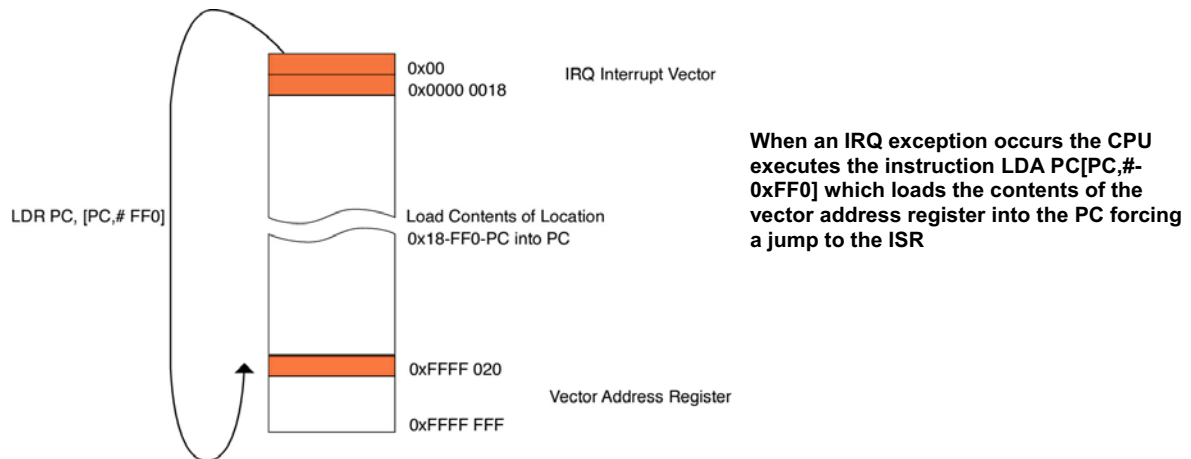 0x00
0x0000 0018
IRQ Interrupt Vector
When an IRQ exception occurs the CPU
executes the instruction LDA PC[PC,#-
0xFF0] which loads the contents of the
vector address register into the PC forcing
a jump to the ISR
LDR PC, [PC,# FF0]
Load Contents of Location
0x18-FF0-PC into PC
0xFFFF 020
Vector Address Register
0xFFFF FFF